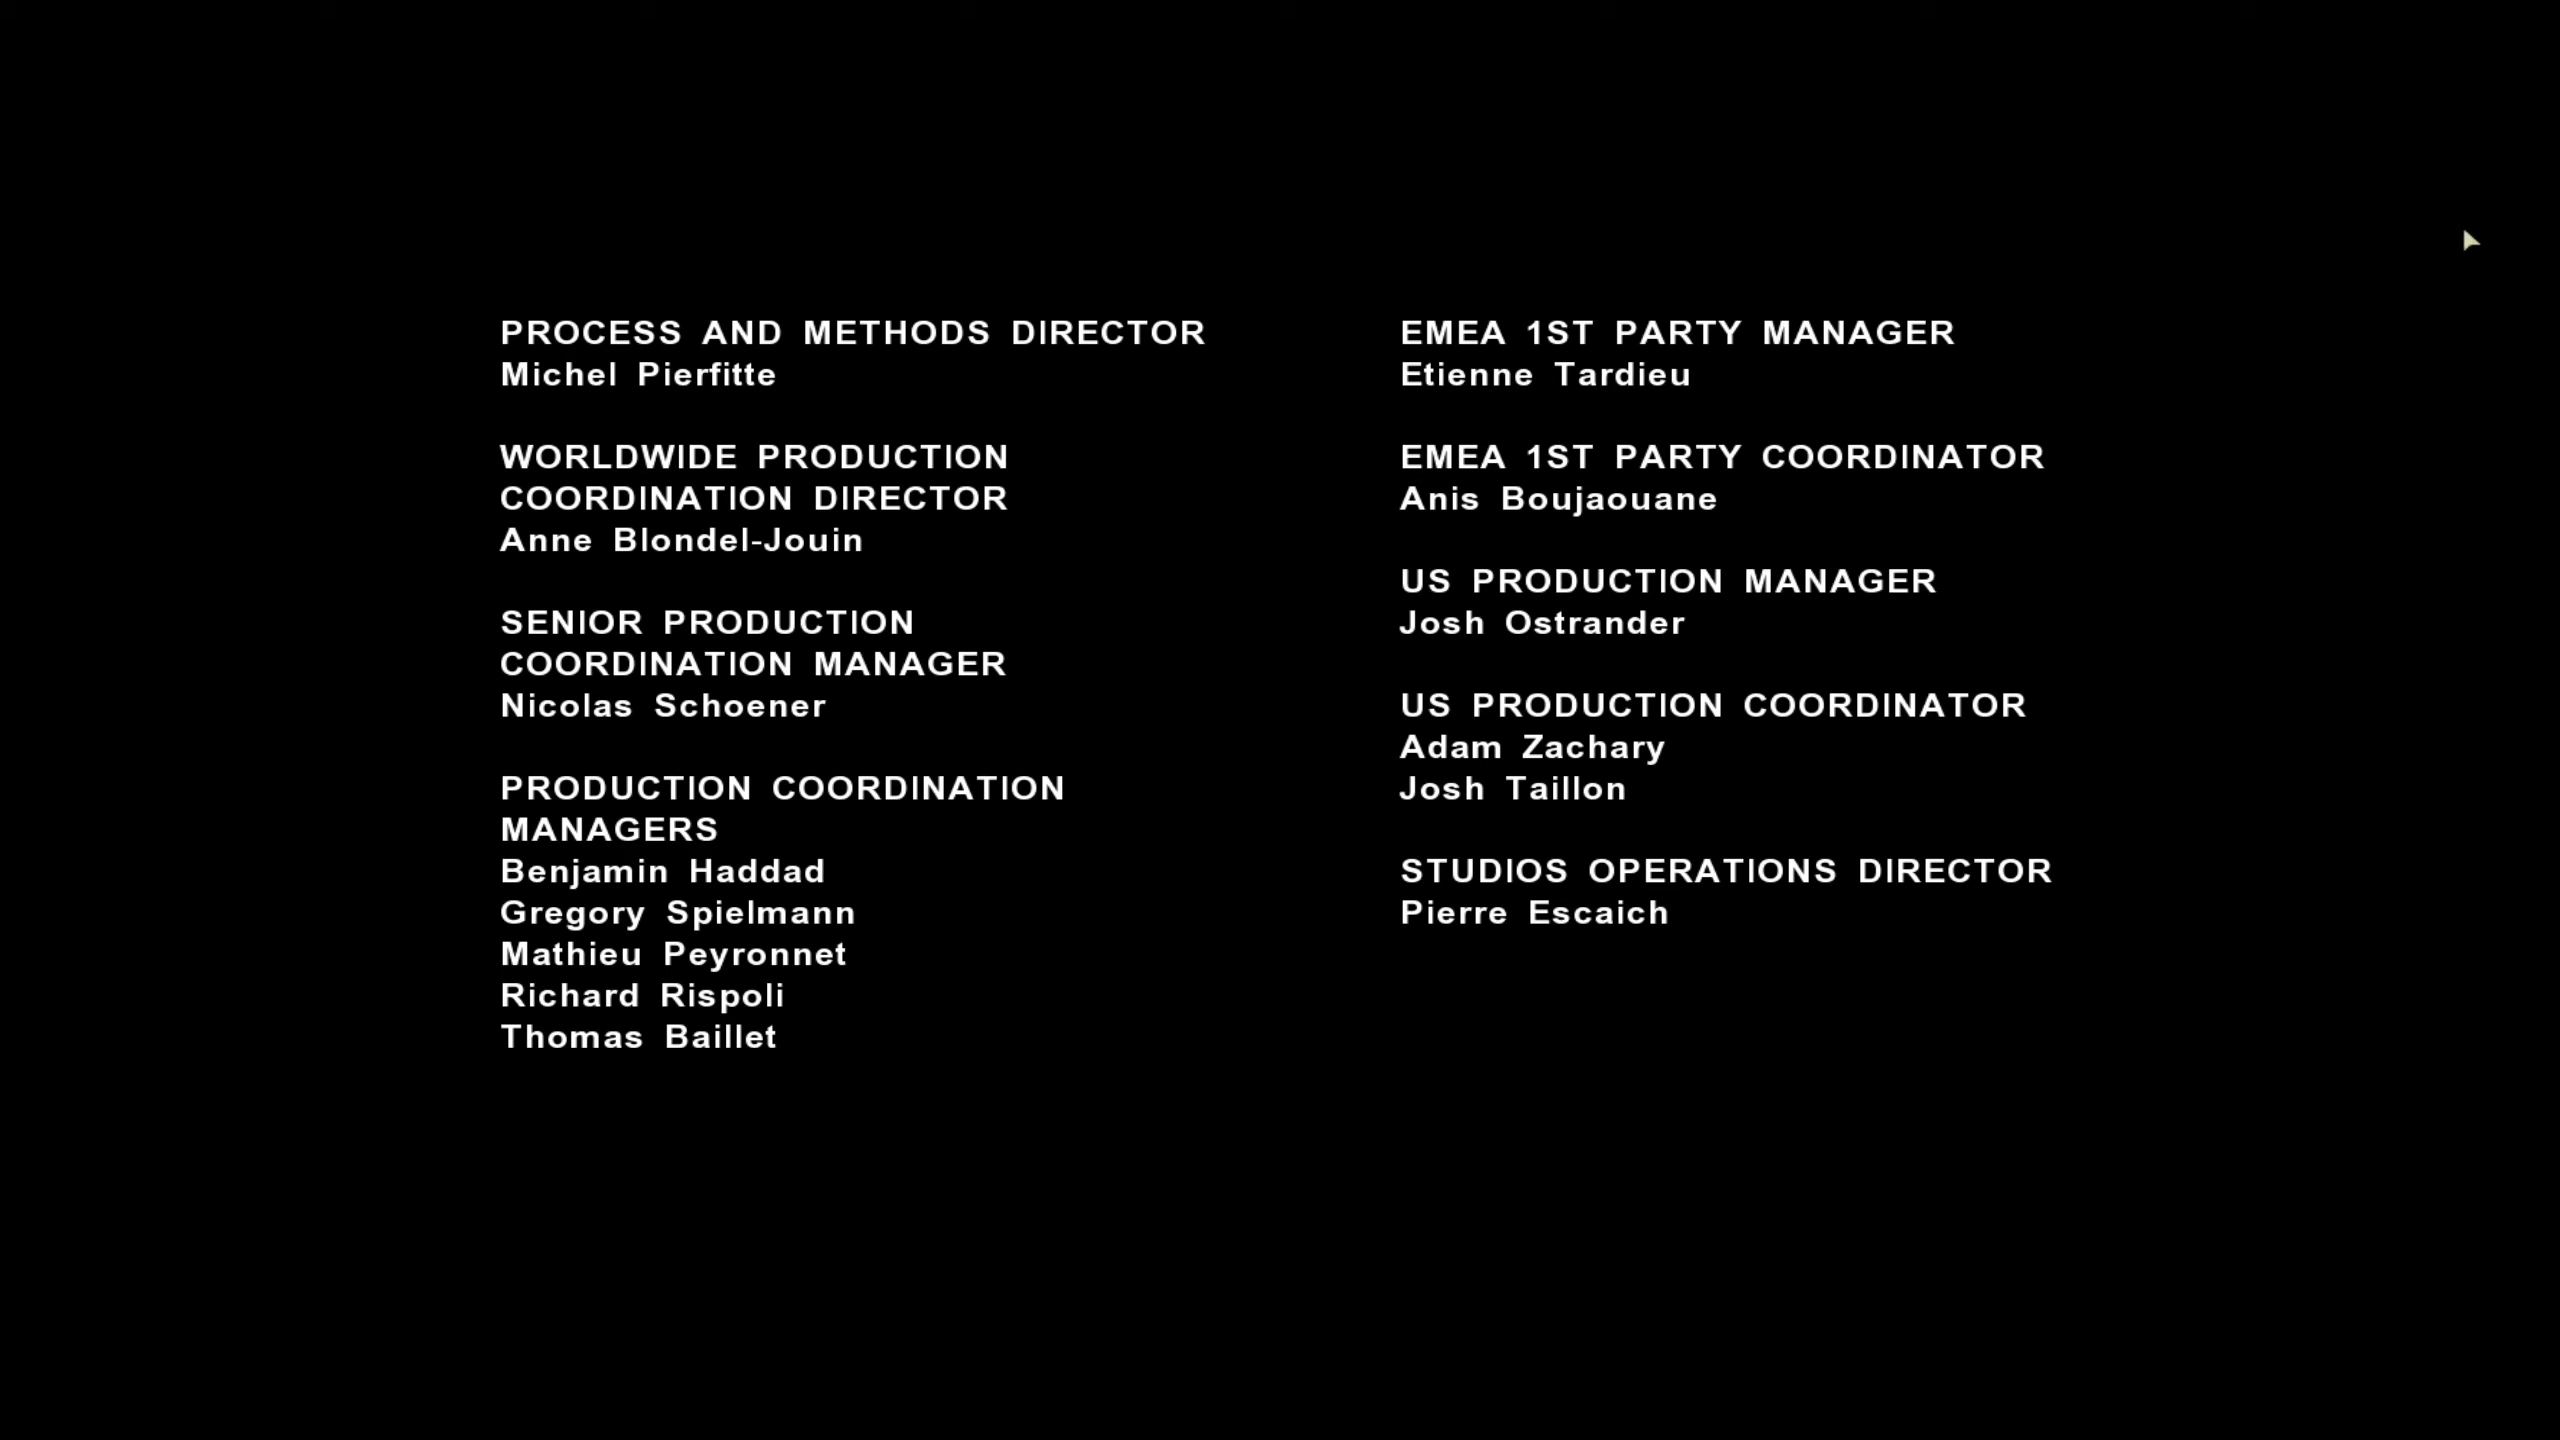 PROCESS AND METHODS DIRECTOR
Michel Pierfitte
WORLDWIDE PRODUCTION
COORDINATION DIRECTOR
Anne Blondel-Jouin
SENIOR PRODUCTION
COORDINATION MANAGER
Nicolas Schoener
PRODUCTION COORDINATION
MANAGERS
Benjamin Haddad
Gregory Spielmann
Mathieu Peyronnet
Richard Rispoli
Thomas Baillet
EMEA 1ST PARTY MANAGER
Etienne Tardieu
EMEA 1ST PARTY COORDINATOR
Anis Boujaouane
US PRODUCTION MANAGER
Josh Ostrander
US PRODUCTION COORDINATOR
Adam Zachary
Josh Taillon
STUDIOS OPERATIONS DIRECTOR
Pierre Escaich